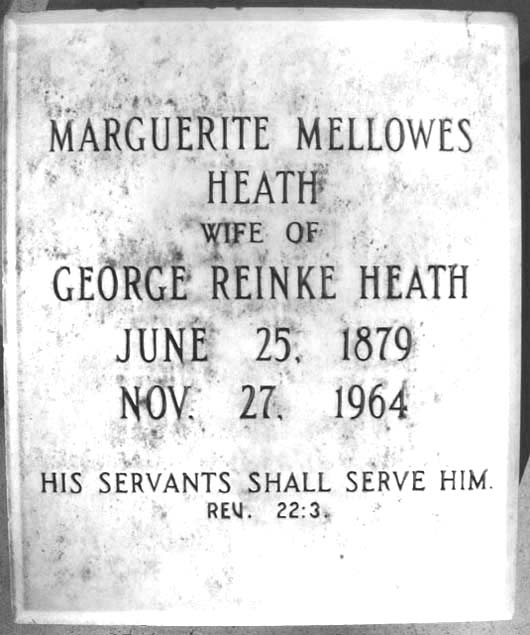 MARGUERITE MELLOWES
HEATH
WIFE OF
GEORGE REINKE HEATH
JUNE 25, 1879
NOV. 27, 1964
HIS SERVANTS SHALL SERVE HIM.
REV. 22:3.